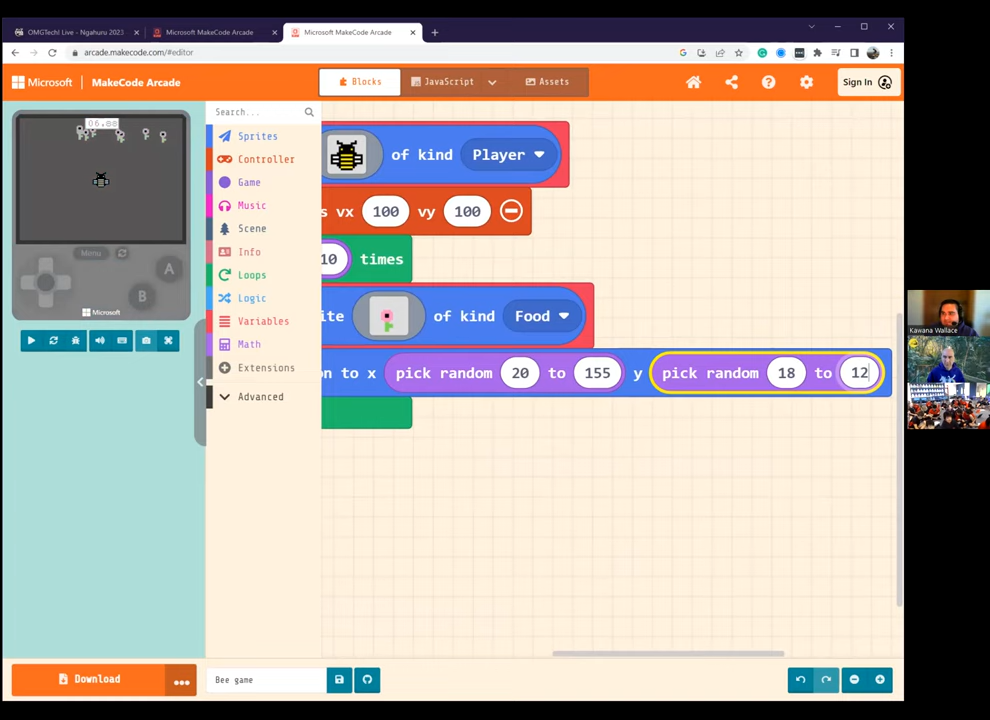 OMGTech! Live - Ngahuru 2023
Microsoft MakeCode Arcade
Microsoft MakeCode Arcade
arcade.makecode.com/#editor
Microsoft
MakeCode Arcade
Blocks
JavaScript
Assets
Sign In
Search...
Sprites
Controller
Game
Music
Scene
Info
Loops
Logic
Variables
Math
Extensions
Advanced
Menu
A
B
Microsoft
of kind Player
s vx 100 vy 100
10 times
ite of kind Food
on to x pick random 20 to 155 y pick random 18 to 12
Kawana Wallace
Download
Bee game